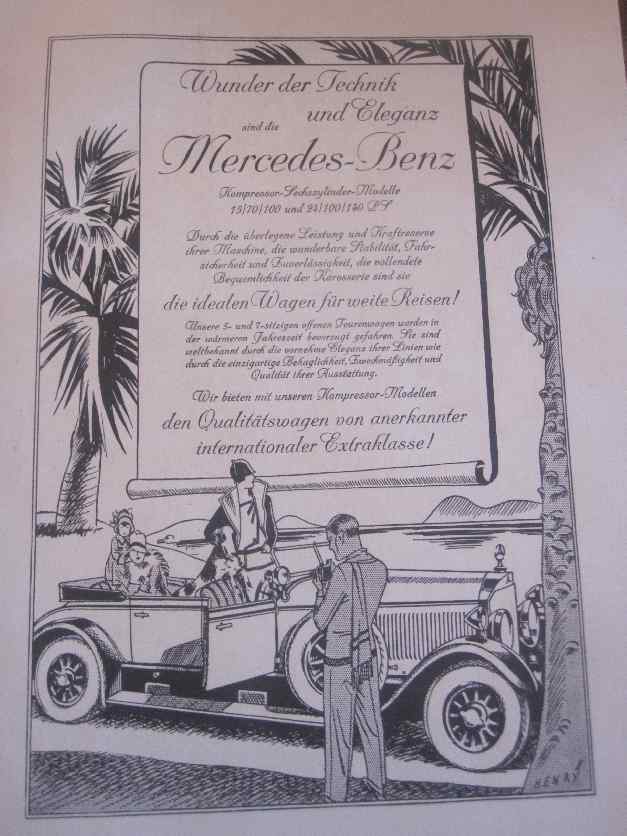 Wunder der Technik
und Eleganz
sind die
Mercedes-Benz
Kompressor-Sechszylinder-Modelle
15/70/100 und 24/100/140 PS
Durch die überlegene Leistung und Kraftreserve
ihrer Maschine, die wunderbare Stabilität, Fahr-
sicherheit und Zuverlässigkeit, die vollendete
Bequemlichkeit der Karosserie sind sie
die idealen Wagen für weite Reisen!
Unsere 5- und 7-sitzigen offenen Tourenwagen werden in
der wärmeren Jahreszeit bevorzugt gefahren. Sie sind
weltbekannt durch die vornehme Eleganz ihrer Linien wie
durch die einzigartige Behaglichkeit, Zweckmäßigkeit und
Qualität ihrer Ausstattung.
Wir bieten mit unseren Kompressor-Modellen
den Qualitätswagen von anerkannter
internationaler Extraklasse!
HENRY